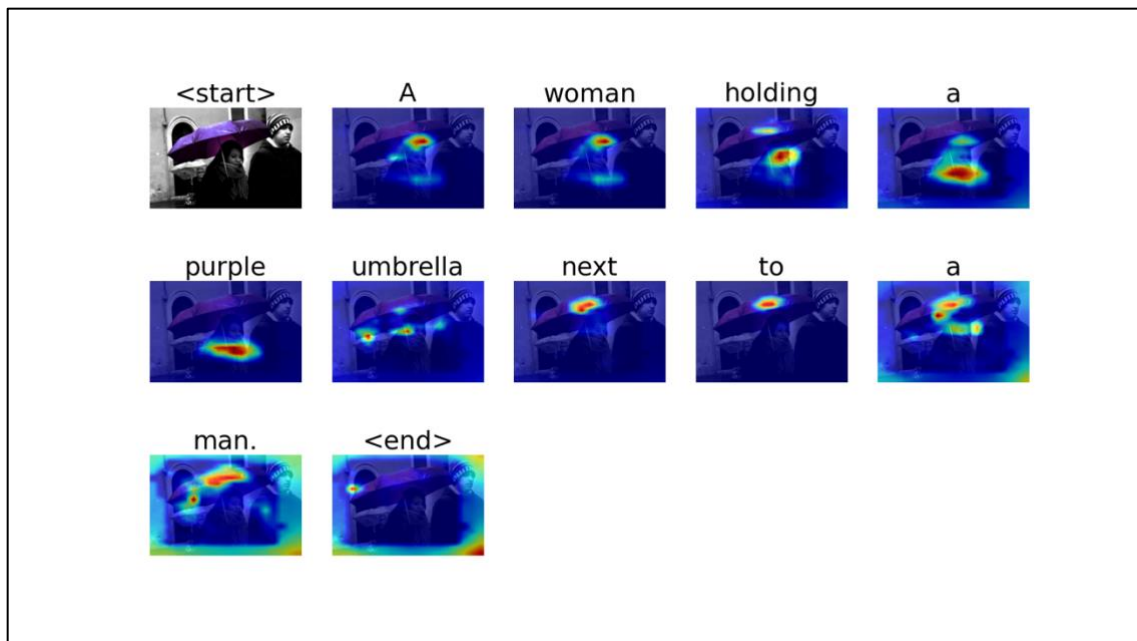 <start> A woman holding a
purple umbrella next to a
man. <end>